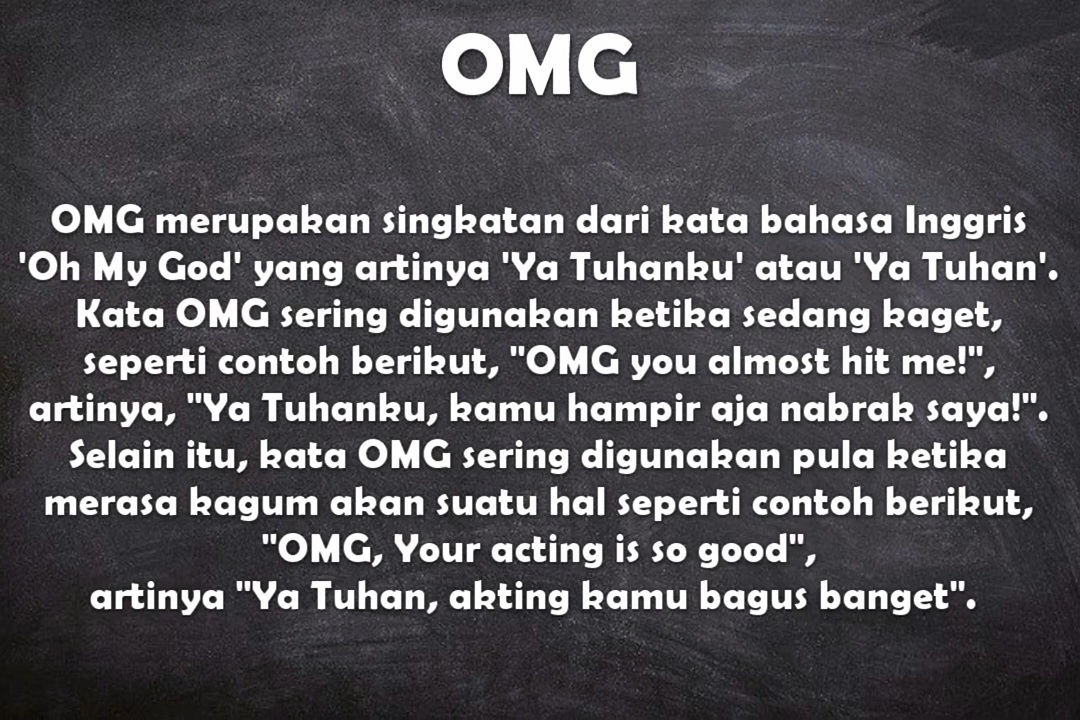 OMG
OMG merupakan singkatan dari kata bahasa Inggris
'Oh My God' yang artinya 'Ya Tuhanku' atau 'Ya Tuhan'.
Kata OMG sering digunakan ketika sedang kaget,
seperti contoh berikut, "OMG you almost hit me!",
artinya, "Ya Tuhanku, kamu hampir aja nabrak saya!".
Selain itu, kata OMG sering digunakan pula ketika
merasa kagum akan suatu hal seperti contoh berikut,
"OMG, Your acting is so good",
artinya "Ya Tuhan, akting kamu bagus banget".